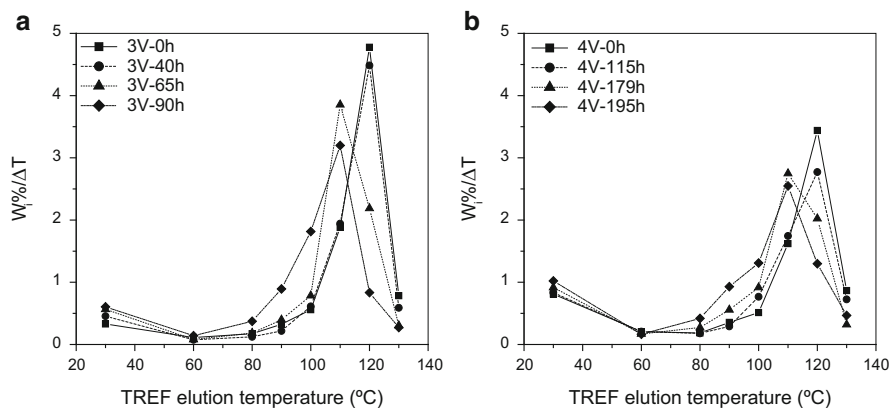 a
5
4
3
2
1
0
Wi%/ΔT
3V-0h
3V-40h
3V-65h
3V-90h
20 40 60 80 100 120 140
TREF elution temperature (ºC)
b
5
4
3
2
1
0
Wi%/ΔT
4V-0h
4V-115h
4V-179h
4V-195h
20 40 60 80 100 120 140
TREF elution temperature (ºC)